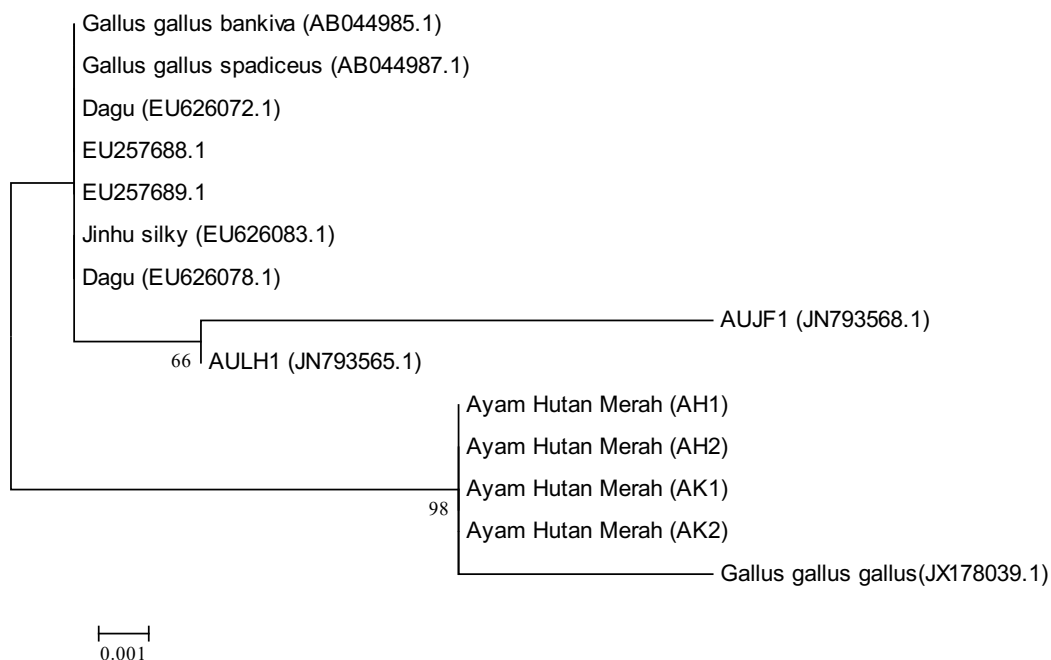 Gallus gallus bankiva (AB044985.1)
Gallus gallus spadiceus (AB044987.1)
Dagu (EU626072.1)
EU257688.1
EU257689.1
Jinhu silky (EU626083.1)
Dagu (EU626078.1)
AUJF1 (JN793568.1)
66
AULH1 (JN793565.1)
Ayam Hutan Merah (AH1)
Ayam Hutan Merah (AH2)
Ayam Hutan Merah (AK1)
98
Ayam Hutan Merah (AK2)
Gallus gallus gallus(JX178039.1)
0.001